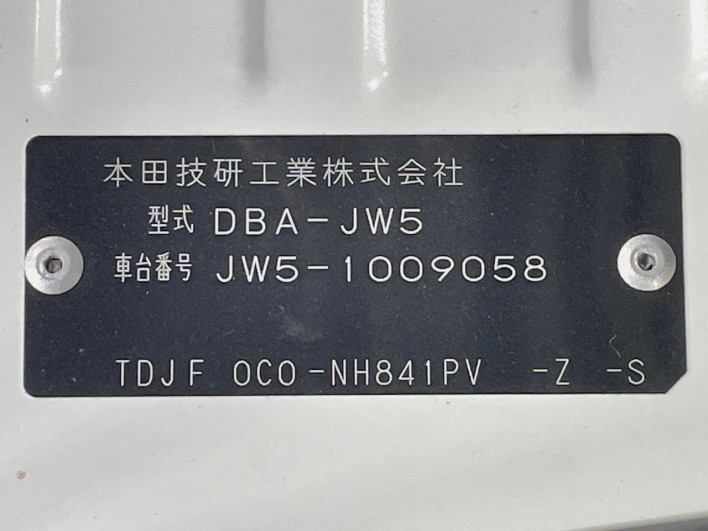 本田技研工業株式会社
型式 DBA-JW5
車台番号 JW5-1009058
TDJF 0C0-NH841PV -Z -S